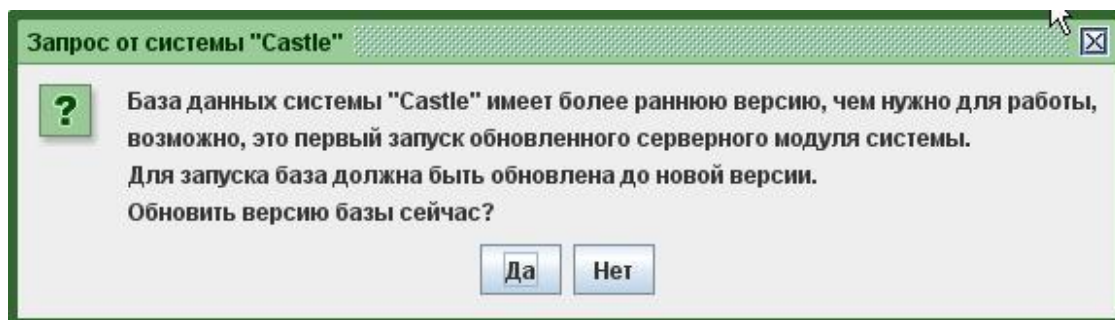 Запрос от системы "Castle"
?
База данных системы "Castle" имеет более раннюю версию, чем нужно для работы,
возможно, это первый запуск обновленного серверного модуля системы.
Для запуска база должна быть обновлена до новой версии.
Обновить версию базы сейчас?
Да Нет